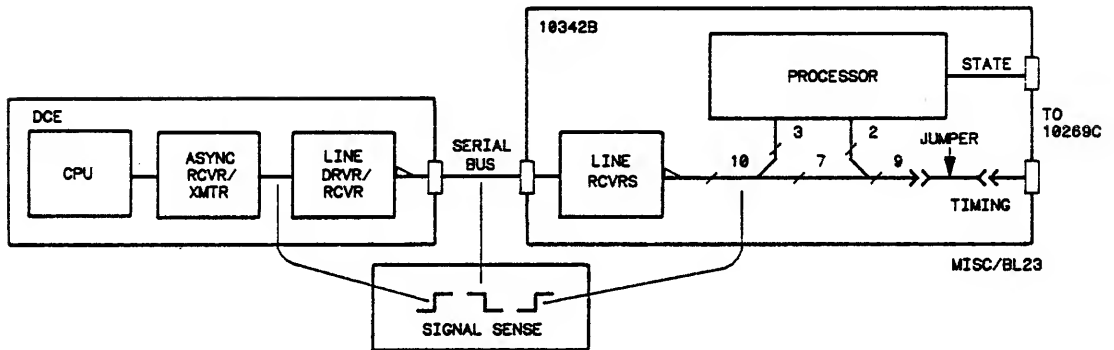 10342B
PROCESSOR
STATE
TO
10269C
DCE
CPU
ASYNC
RCVR/
XMTR
LINE
DRVR/
RCVR
SERIAL
BUS
LINE
RCVRS
10
3
7
2
9
JUMPER
TIMING
MISC/BL23
SIGNAL SENSE